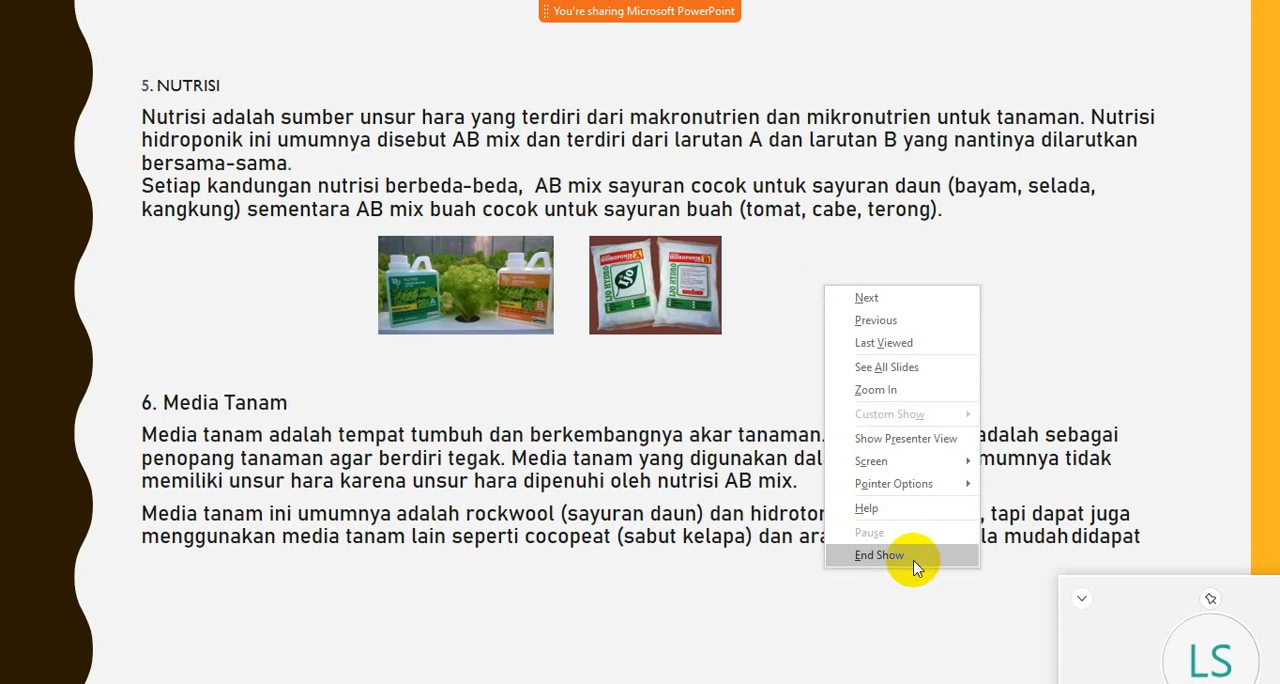 You're sharing Microsoft PowerPoint
5. NUTRISI
Nutrisi adalah sumber unsur hara yang terdiri dari makronutrien dan mikronutrien untuk tanaman. Nutrisi
hidroponik ini umumnya disebut AB mix dan terdiri dari larutan A dan larutan B yang nantinya dilarutkan
bersama-sama.
Setiap kandungan nutrisi berbeda-beda, AB mix sayuran cocok untuk sayuran daun (bayam, selada,
kangkung) sementara AB mix buah cocok untuk sayuran buah (tomat, cabe, terong).
A
B
IJO HYDRO
Ijo
Next
Previous
Last Viewed
See All Slides
Zoom In
Custom Show
Show Presenter View
Screen
Pointer Options
Help
Pause
End Show
6. Media Tanam
Media tanam adalah tempat tumbuh dan berkembangnya akar tanaman. adalah sebagai
penopang tanaman agar berdiri tegak. Media tanam yang digunakan tidak
memiliki unsur hara karena unsur hara dipenuhi oleh nutrisi AB mix.
Media tanam ini umumnya adalah rockwool (sayuran daun) dan , tapi dapat juga
menggunakan media tanam lain seperti cocopeat (sabut kelapa) dan mudah didapat
LS